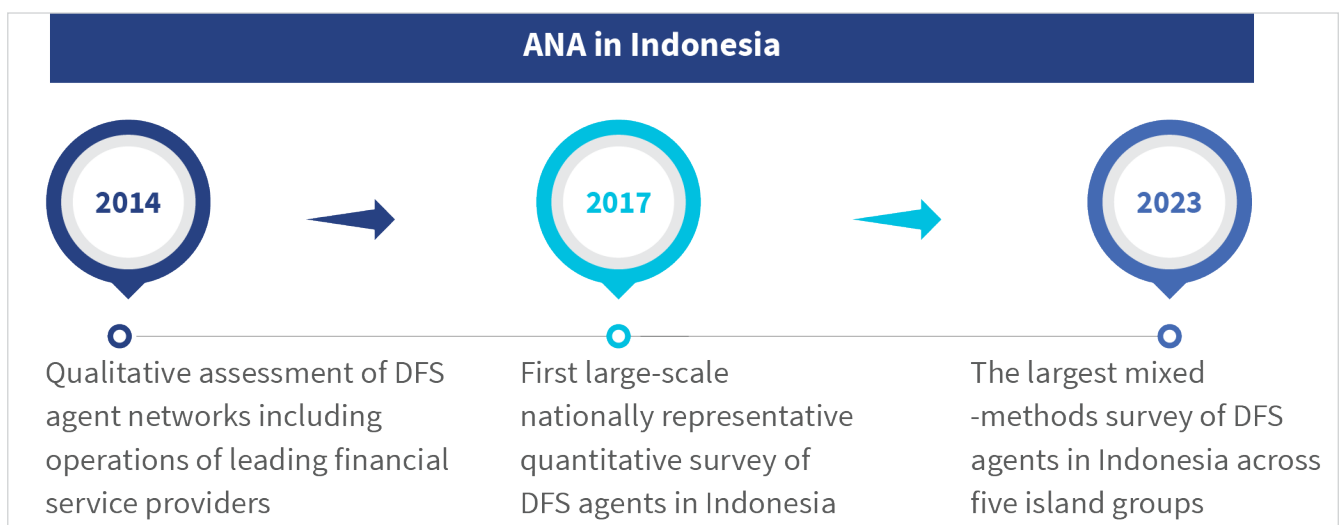 ANA in Indonesia
2014
2017
2023
Qualitative assessment of DFS
agent networks including
operations of leading financial
service providers
First large-scale
nationally representative
quantitative survey of
DFS agents in Indonesia
The largest mixed
-methods survey of DFS
agents in Indonesia across
five island groups